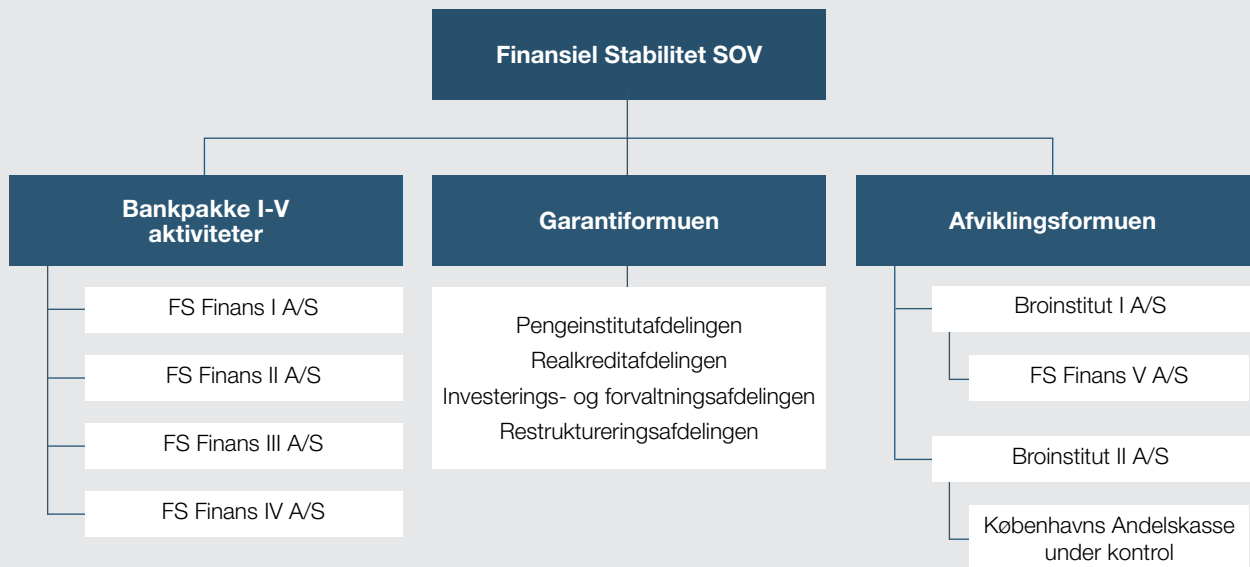 Finansiel Stabilitet SOV
Bankpakke I-V
aktiviteter
FS Finans I A/S
FS Finans II A/S
FS Finans III A/S
FS Finans IV A/S
Garantiformuen
Pengeinstitutafdelingen
Realkreditafdelingen
Investerings- og forvaltningsafdelingen
Restruktureringsafdelingen
Afviklingsformuen
Broinstitut I A/S
FS Finans V A/S
Broinstitut II A/S
Københavns Andelskasse
under kontrol